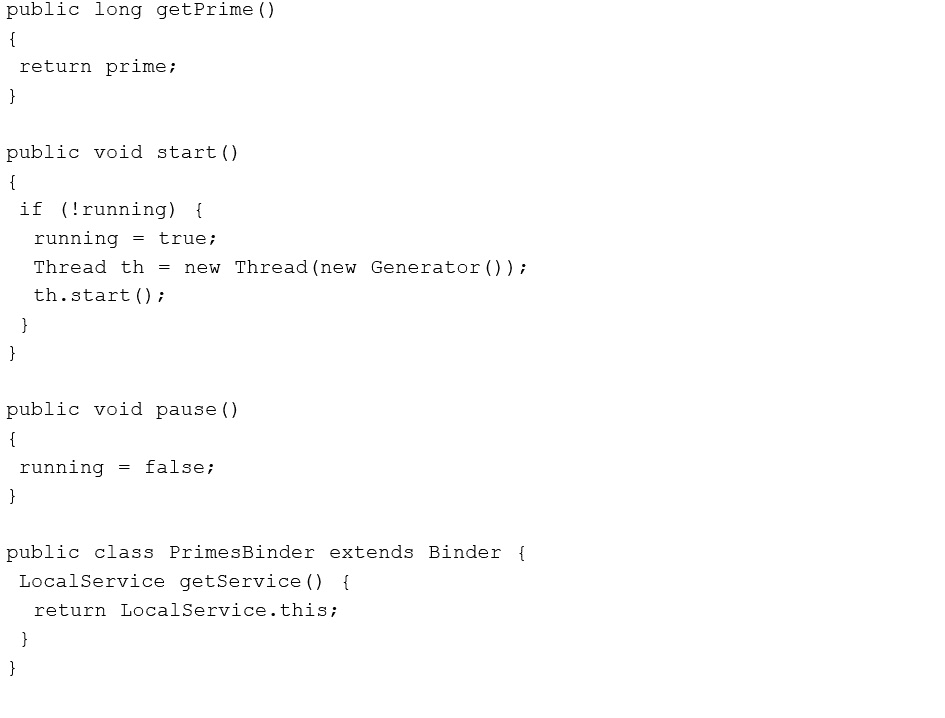 public long getPrime()
{
return prime;
}
public void start()
{
if (!running) {
running = true;
Thread th = new Thread(new Generator());
th.start();
}
}
public void pause()
{
running = false;
}
public class PrimesBinder extends Binder {
LocalService getService() {
return LocalService.this;
}
}